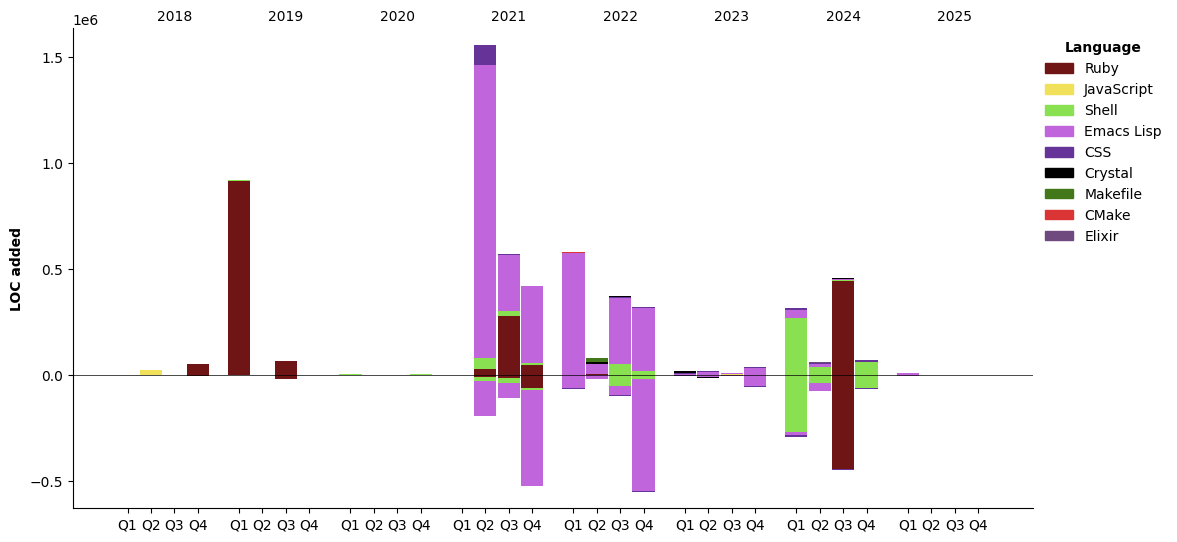 1e6
2018 2019 2020 2021 2022 2023 2024 2025
Language
Ruby
JavaScript
Shell
Emacs Lisp
CSS
Crystal
Makefile
CMake
Elixir
LOC added
1.5
1.0
0.5
0.0
−0.5
Q1 Q2 Q3 Q4 Q1 Q2 Q3 Q4 Q1 Q2 Q3 Q4 Q1 Q2 Q3 Q4 Q1 Q2 Q3 Q4 Q1 Q2 Q3 Q4 Q1 Q2 Q3 Q4 Q1 Q2 Q3 Q4